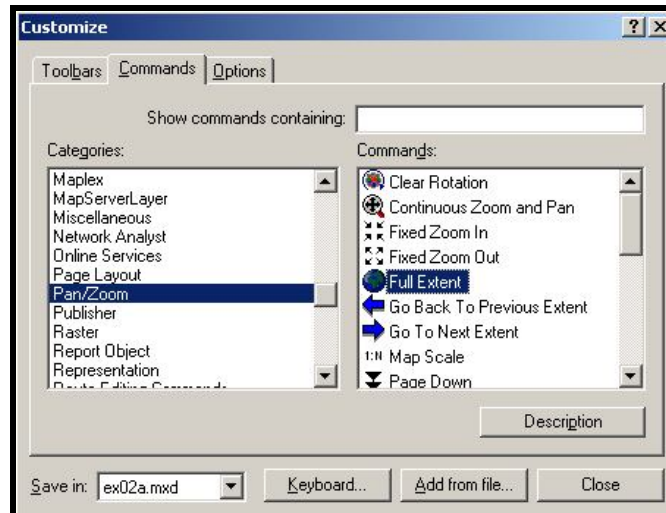 Customize
Toolbars Commands Options
Show commands containing:
Categories:
Maplex
MapServerLayer
Miscellaneous
Network Analyst
Online Services
Page Layout
Pan/Zoom
Publisher
Raster
Report Object
Representation
Route Editing Commands
Commands:
Clear Rotation
Continuous Zoom and Pan
Fixed Zoom In
Fixed Zoom Out
Full Extent
Go Back To Previous Extent
Go To Next Extent
1:N Map Scale
Page Down
Description
Save in: ex02a.mxd Keyboard... Add from file... Close